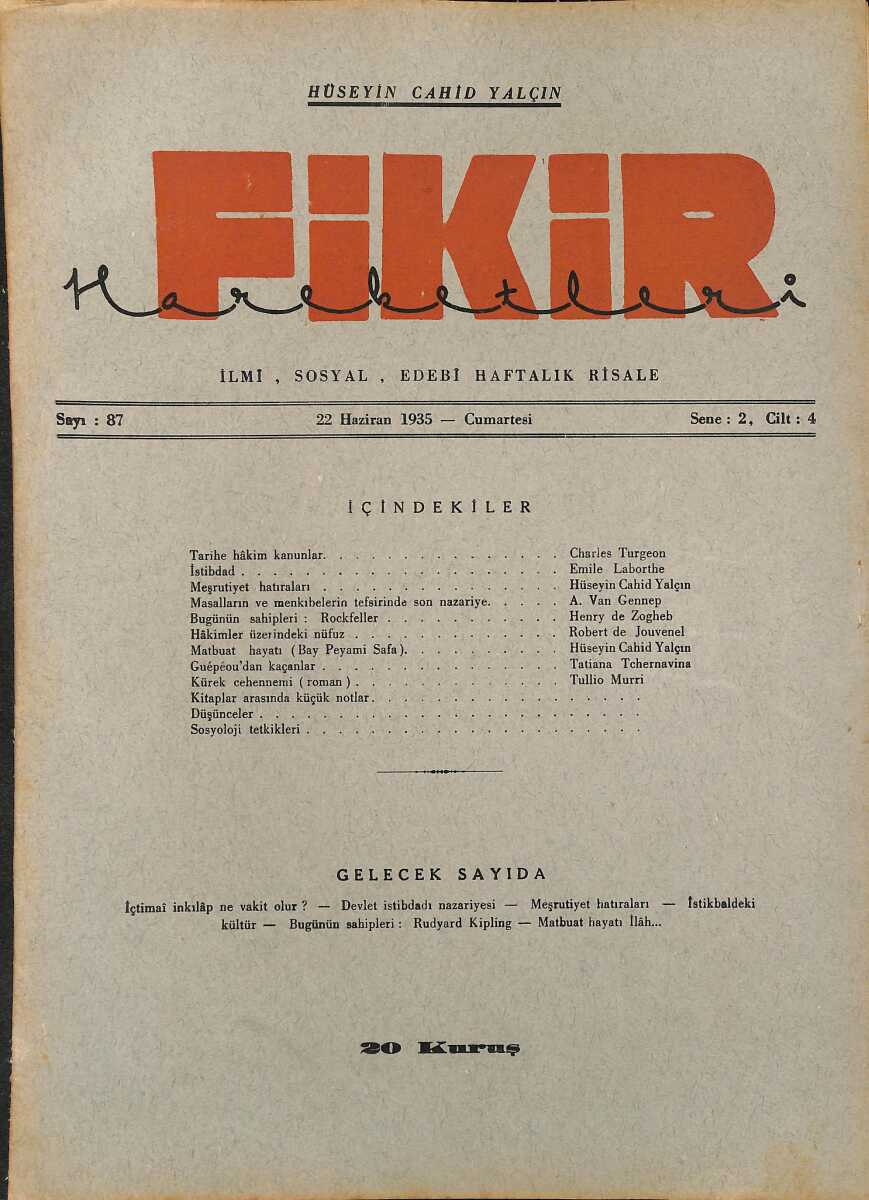 HÜSEYİN CAHİD YALÇIN
FİKİR
Hareketleri
İLMÎ , SOSYAL , EDEBÎ HAFTALIK RİSALE
Sayı : 87 22 Haziran 1935 — Cumartesi Sene : 2, Cilt : 4
İÇİNDEKİLER
Tarihe hâkim kanunlar. . . . . . . . . . . . . . . Charles Turgeon
İstibdad . . . . . . . . . . . . . . . . . . . . Emile Laborthe
Meşrutiyet hatıraları . . . . . . . . . . . . . . . Hüseyin Cahid Yalçın
Masalların ve menkıbelerin tefsirinde son nazariye. . . . . A. Van Gennep
Bugünün sahipleri : Rockfeller . . . . . . . . . . . Henry de Zogheb
Hâkimler üzerindeki nüfuz . . . . . . . . . . . . . Robert de Jouvenel
Matbuat hayatı (Bay Peyami Safa). . . . . . . . . . Hüseyin Cahid Yalçın
Guépéou'dan kaçanlar . . . . . . . . . . . . . . . Tatiana Tchernavina
Kürek cehennemi ( roman ) . . . . . . . . . . . . . Tullio Murri
Kitaplar arasında küçük notlar. . . . . . . . . . . . . . . . .
Düşünceler . . . . . . . . . . . . . . . . . . . . . . . .
Sosyoloji tetkikleri . . . . . . . . . . . . . . . . . . . . .
GELECEK SAYIDA
İçtimaî inkılâp ne vakit olur ? — Devlet istibdadı nazariyesi — Meşrutiyet hatıraları — İstikbaldeki
kültür — Bugünün sahipleri : Rudyard Kipling — Matbuat hayatı İlâh...
20 Kuruş